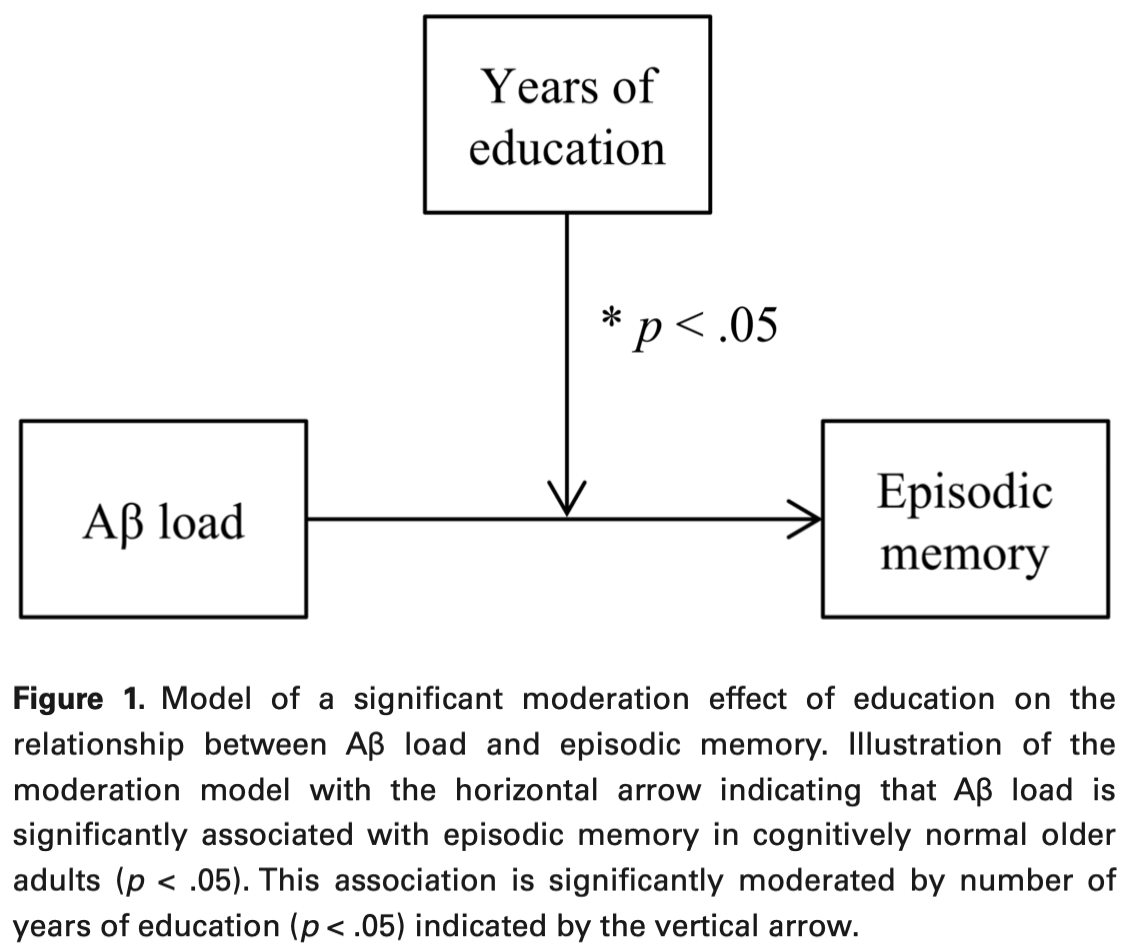 Years of
education
* p < .05
Aβ load
Episodic
memory
Figure 1. Model of a significant moderation effect of education on the
relationship between Aβ load and episodic memory. Illustration of the
moderation model with the horizontal arrow indicating that Aβ load is
significantly associated with episodic memory in cognitively normal older
adults (p < .05). This association is significantly moderated by number of
years of education (p < .05) indicated by the vertical arrow.